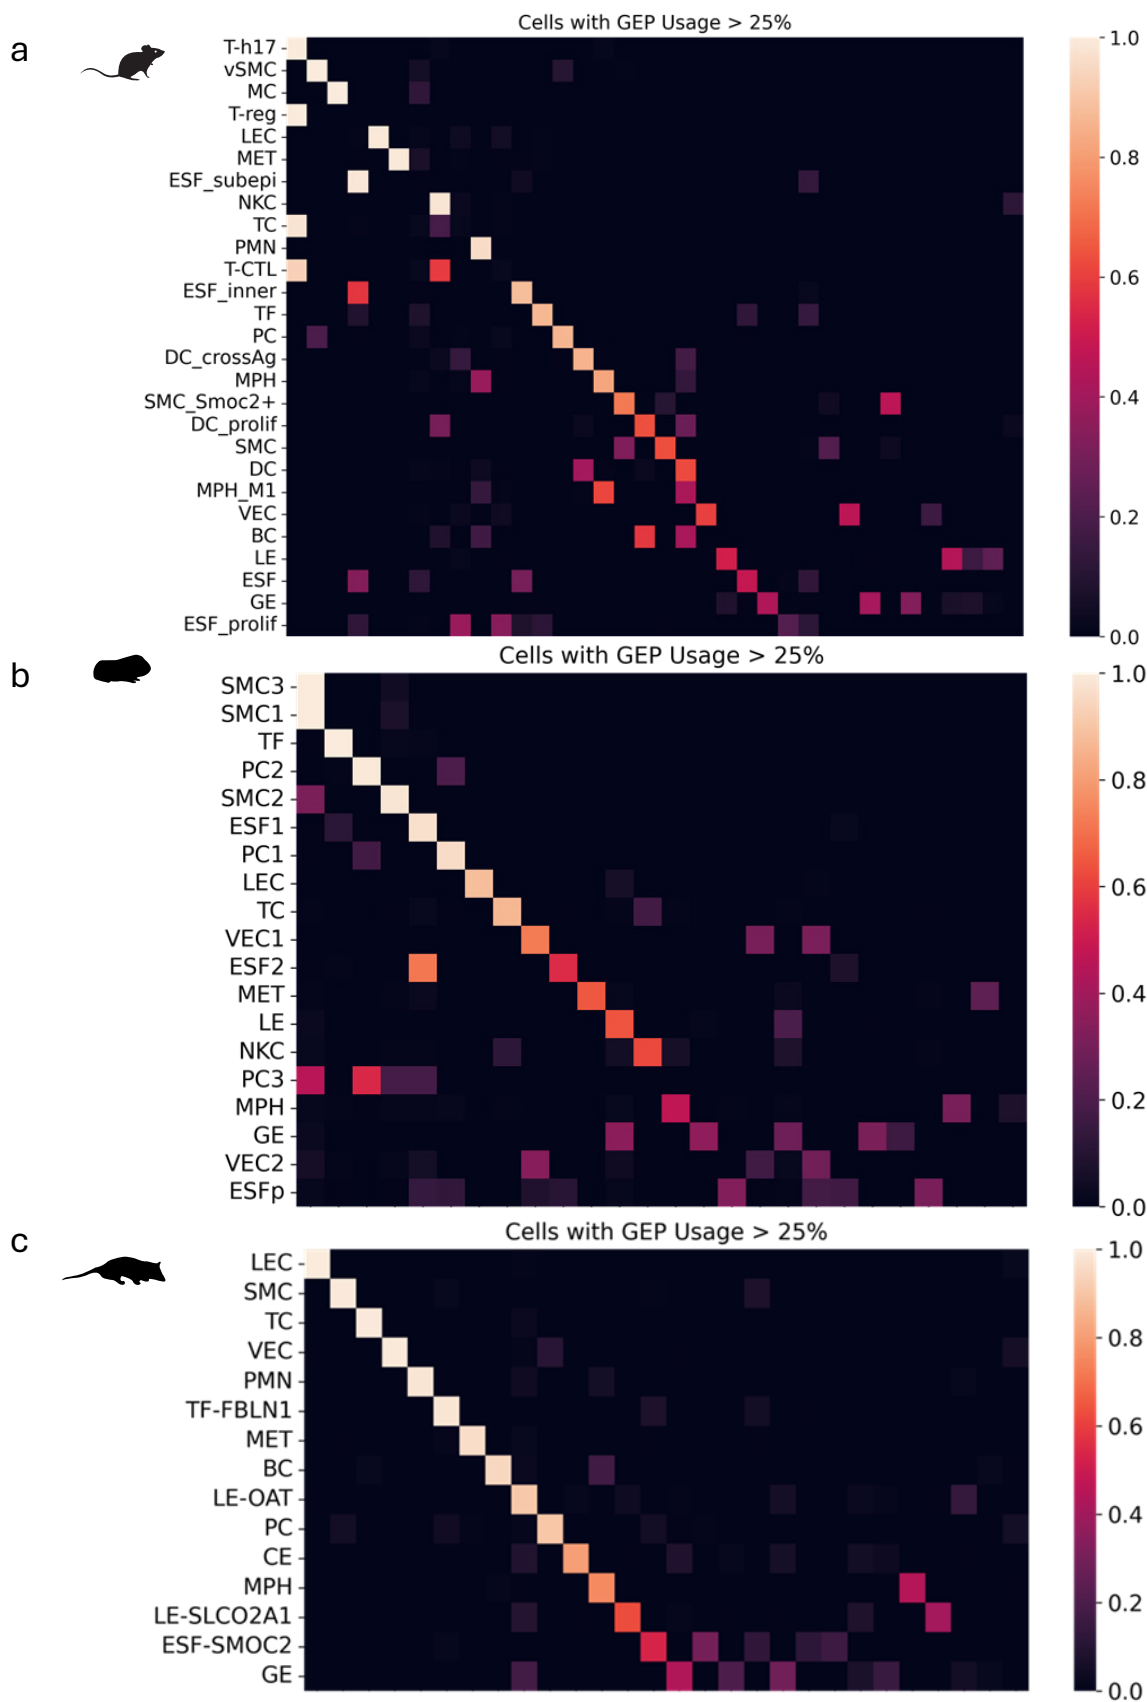 a
Cells with GEP Usage > 25%
T-h17
vSMC
MC
T-reg
LEC
MET
ESF_subepi
NKC
TC
PMN
T-CTL
ESF_inner
TF
PC
DC_crossAg
MPH
SMC_Smoc2+
DC_prolif
SMC
DC
MPH_M1
VEC
BC
LE
ESF
GE
ESF_prolif
1.0
0.8
0.6
0.4
0.2
0.0
b
Cells with GEP Usage > 25%
SMC3
SMC1
TF
PC2
SMC2
ESF1
PC1
LEC
TC
VEC1
ESF2
MET
LE
NKC
PC3
MPH
GE
VEC2
ESFp
1.0
0.8
0.6
0.4
0.2
0.0
c
Cells with GEP Usage > 25%
LEC
SMC
TC
VEC
PMN
TF-FBLN1
MET
BC
LE-OAT
PC
CE
MPH
LE-SLCO2A1
ESF-SMOC2
GE
1.0
0.8
0.6
0.4
0.2
0.0